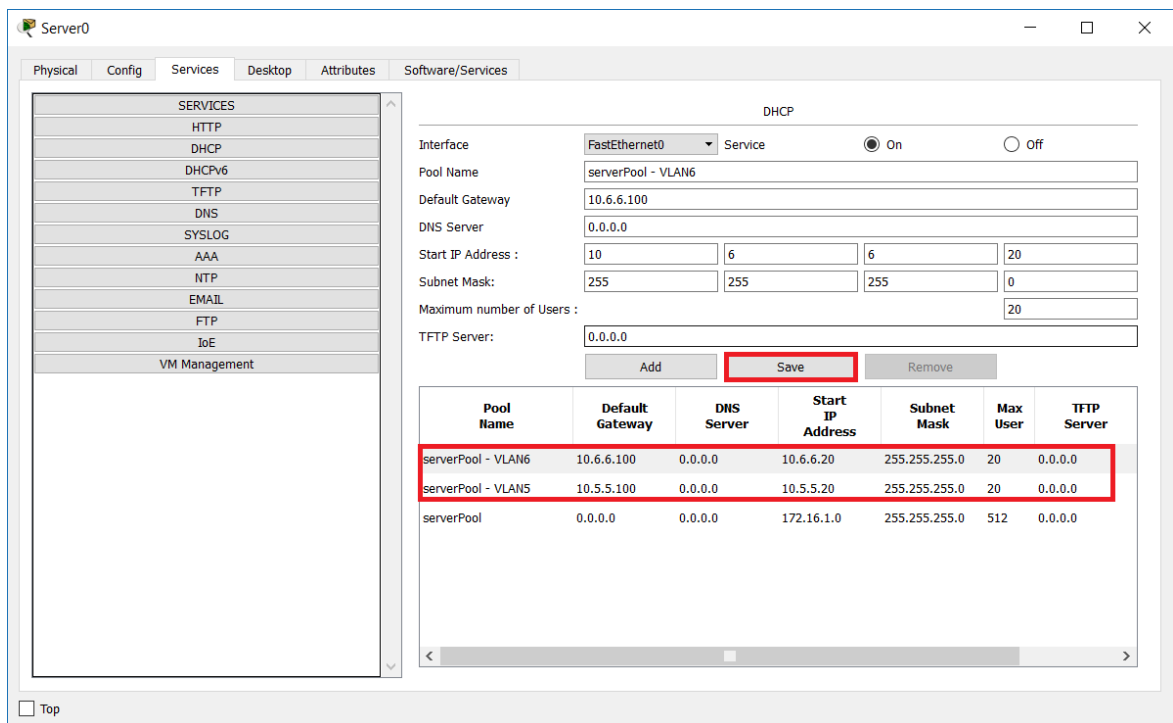 Server0
Physical Config Services Desktop Attributes Software/Services
SERVICES
HTTP
DHCP
DHCPv6
TFTP
DNS
SYSLOG
AAA
NTP
EMAIL
FTP
IoE
VM Management
DHCP
Interface FastEthernet0 Service On Off
Pool Name serverPool - VLAN6
Default Gateway 10.6.6.100
DNS Server 0.0.0.0
Start IP Address : 10 6 6 20
Subnet Mask: 255 255 255 0
Maximum number of Users : 20
TFTP Server: 0.0.0.0
Add Save Remove
Pool Name Default Gateway DNS Server Start IP Address Subnet Mask Max User TFTP Server
serverPool - VLAN6 10.6.6.100 0.0.0.0 10.6.6.20 255.255.255.0 20 0.0.0.0
serverPool - VLAN5 10.5.5.100 0.0.0.0 10.5.5.20 255.255.255.0 20 0.0.0.0
serverPool 0.0.0.0 0.0.0.0 172.16.1.0 255.255.255.0 512 0.0.0.0
Top